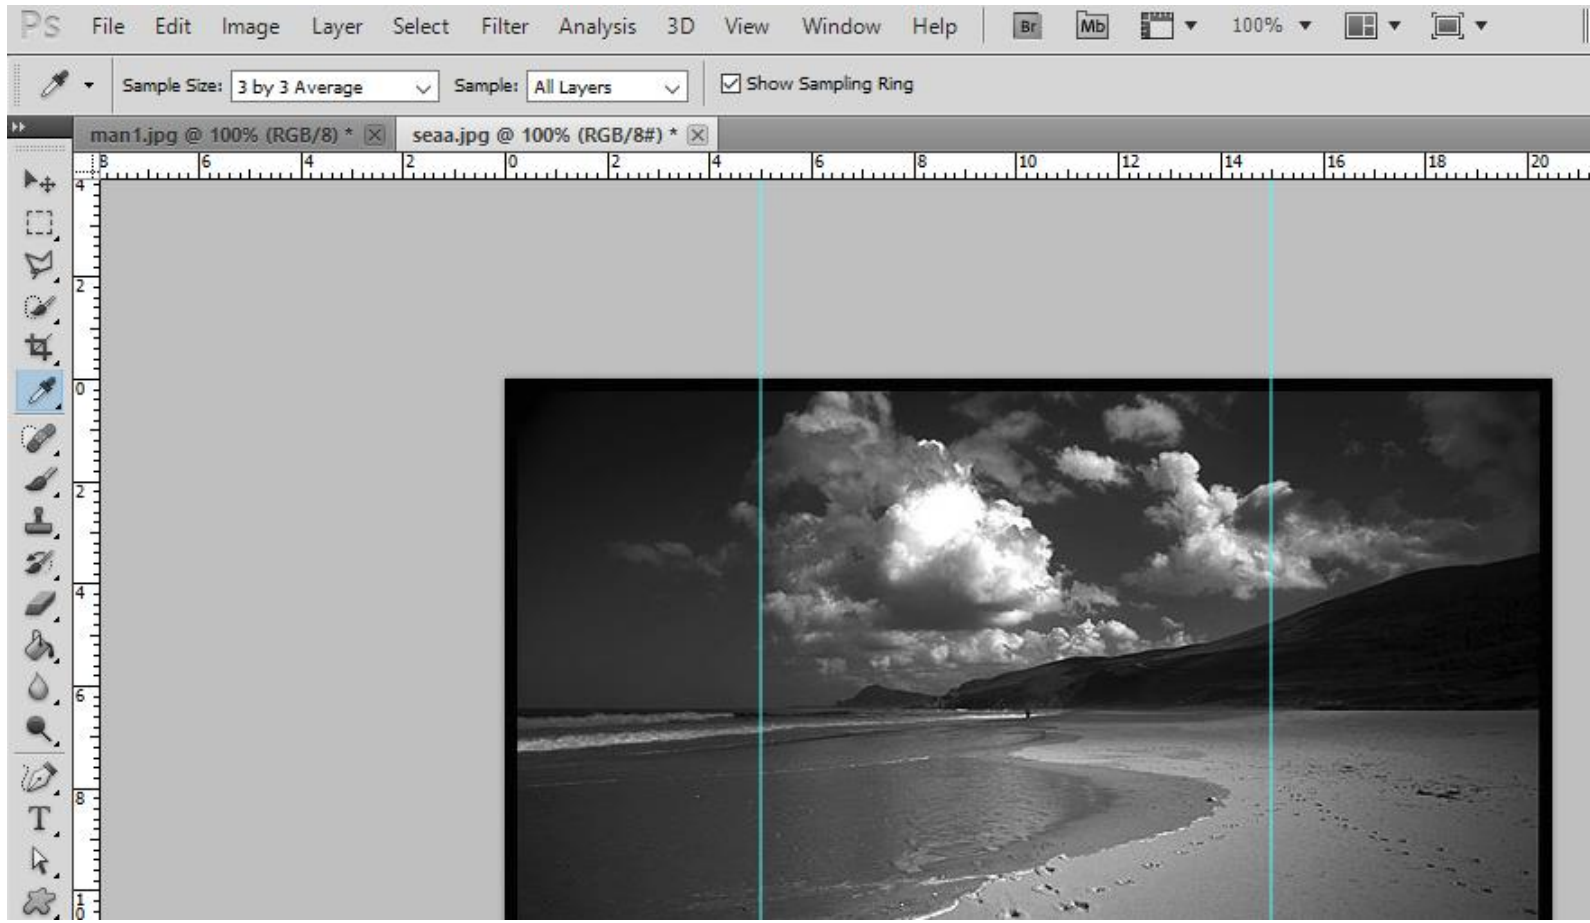 Ps File Edit Image Layer Select Filter Analysis 3D View Window Help Br Mb 100%
Sample Size: 3 by 3 Average Sample: All Layers Show Sampling Ring
man1.jpg @ 100% (RGB/8) * seaa.jpg @ 100% (RGB/8#) *
8 6 4 2 0 2 4 6 8 10 12 14 16 18 20
4
2
0
2
4
6
8
T
10